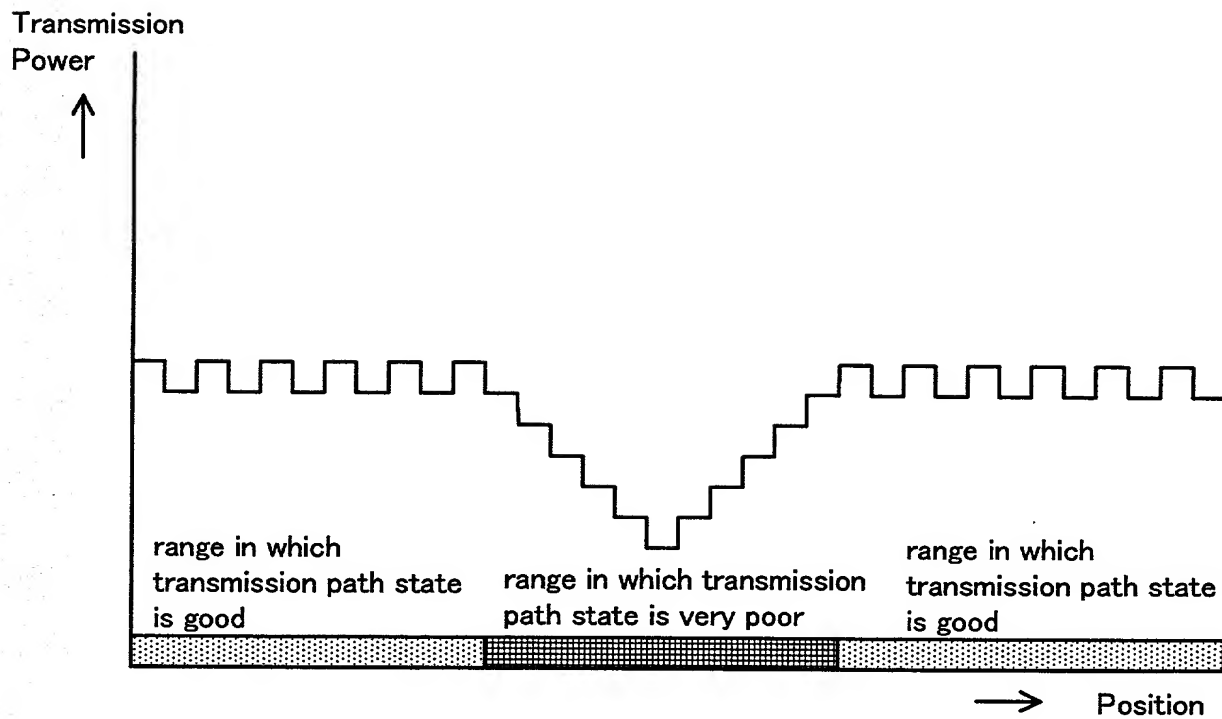 Transmission
Power
range in which
transmission path state
is good
range in which transmission
path state is very poor
range in which
transmission path state
is good
Position